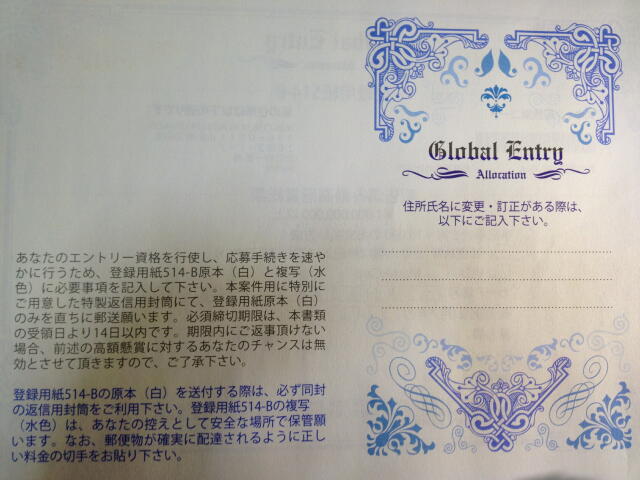 Global Entry
Allocation
住所氏名に変更・訂正がある際は、
以下にご記入下さい。
あなたのエントリー資格を行使し、応募手続きを速や
かに行うため、登録用紙514-B原本（白）と複写（水
色）に必要事項を記入して下さい。本案件用に特別に
ご用意した特製返信用封筒にて、登録用紙原本（白）
のみを直ちに郵送願います。必須締切期限は、本書類
の受領日より14日以内です。期限内にご返事頂けない
場合、前述の高額懸賞に対するあなたのチャンスは無
効とさせて頂きますので、ご了承下さい。
登録用紙514-Bの原本（白）を送付する際は、必ず同封
の返信用封筒をご利用下さい。登録用紙514-Bの複写
（水色）は、あなたの控えとして安全な場所で保管願
います。なお、郵便物が確実に配達されるように正し
い料金の切手をお貼り下さい。